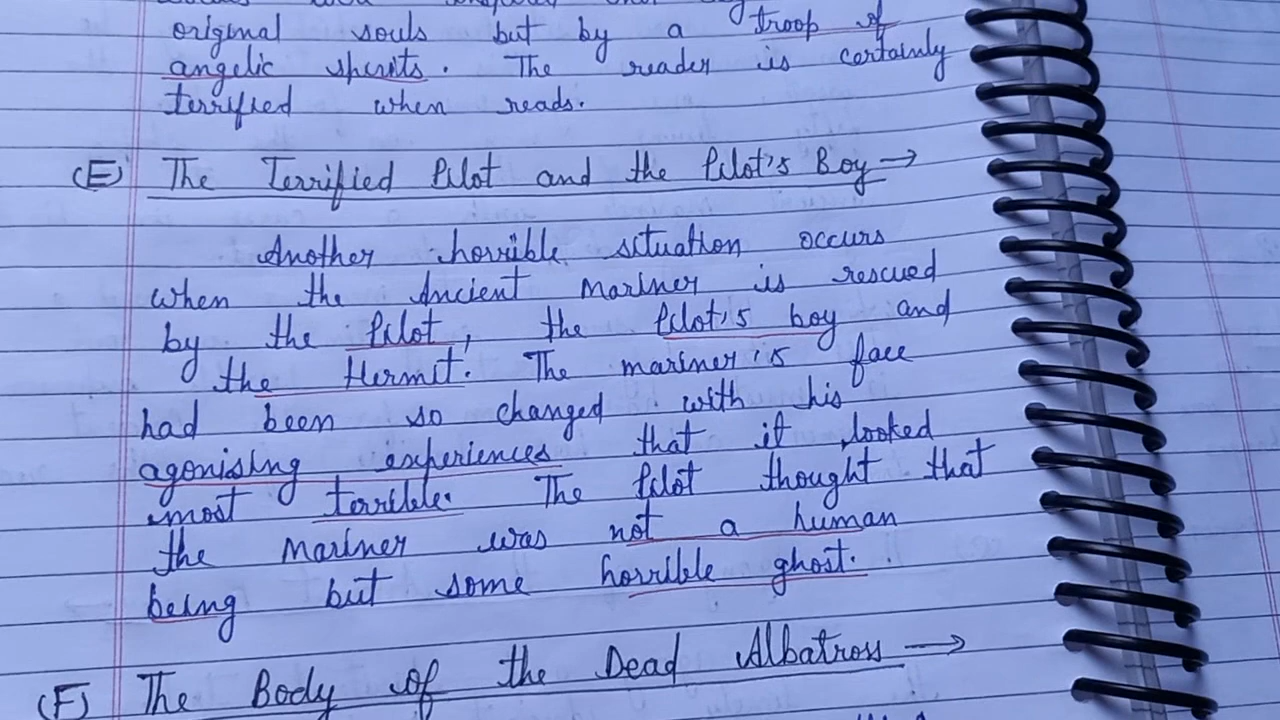 original souls but by a troop of
angelic spirits. The reader is certainly
terrified when reads.
(E) The Terrified Pilot and the Pilot's Boy →
Another horrible situation occurs
when the Ancient Mariner is rescued
by the Pilot, the Pilot's boy and
the Hermit. The mariner's face
had been so changed with his
agonising experiences that it looked
most terrible. The Pilot thought that
the Mariner was not a human
being but some horrible ghost.
(F) The Body of the Dead Albatross →